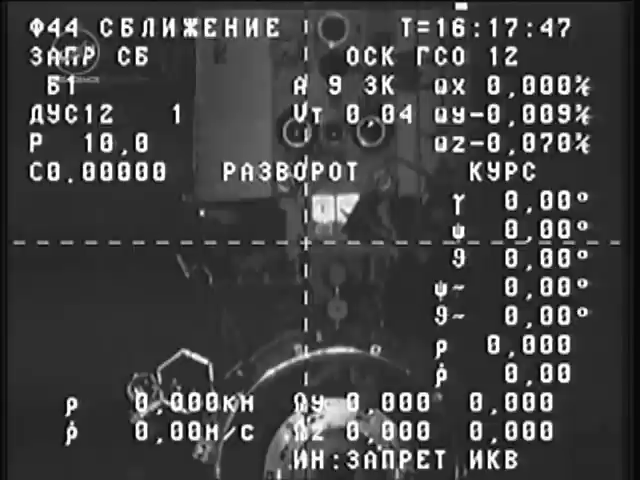 Ф44 СБЛИЖЕНИЕ T=16:17:47
ЗАПР СБ ОСК ГСО 12
Б1 А 9 ЗК ΩX 0,000%
ДУС12 1 Vт 0,04 ΩУ-0,009%
Р 10,0 ΩZ-0,070%
С0.00000 РАЗВОРОТ КУРС
γ 0,00°
ψ 0,00°
ϑ 0,00°
ψ~ 0,00°
ϑ~ 0,00°
ρ 0,000
ρ̇ 0,00
ρ 0,000КМ ΩУ 0,000 0,000
ρ̇ 0,00М/С ΩZ 0,000 0,000
ИН:ЗАПРЕТ ИКВ